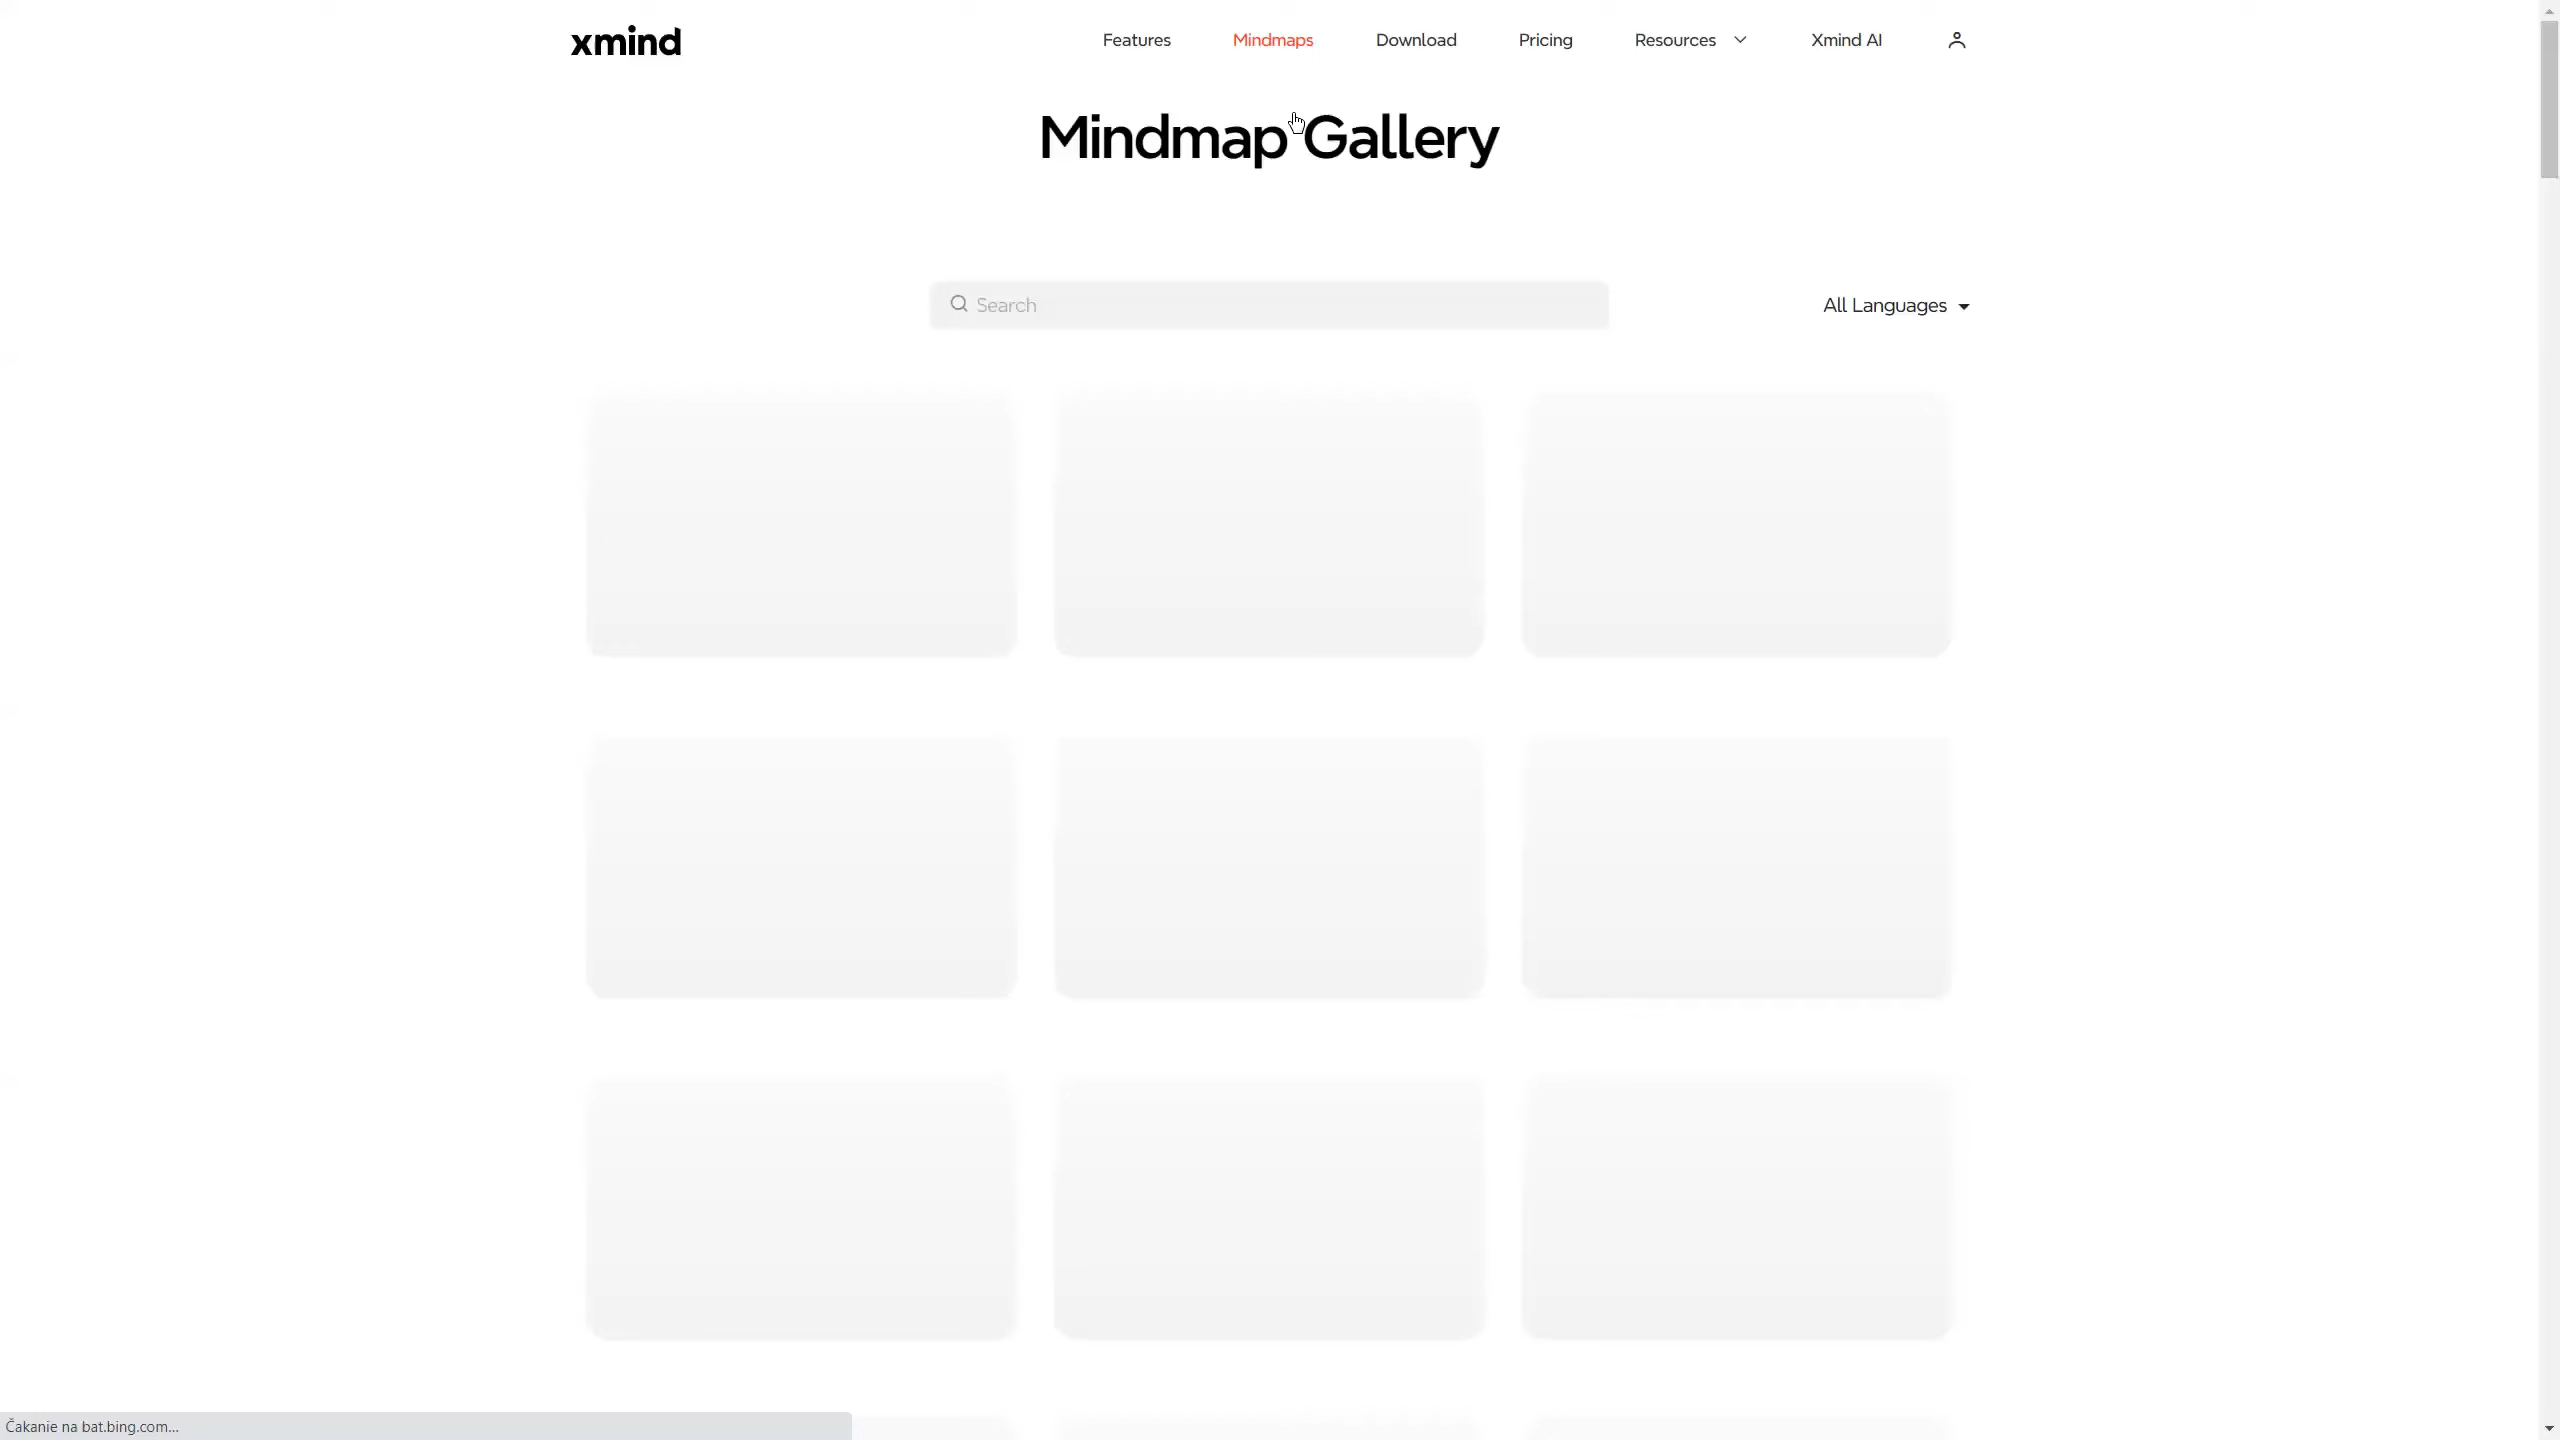 xmind
Features
Mindmaps
Download
Pricing
Resources
Xmind AI
Mindmap Gallery
Search
All Languages
Čakanie na bat.bing.com...